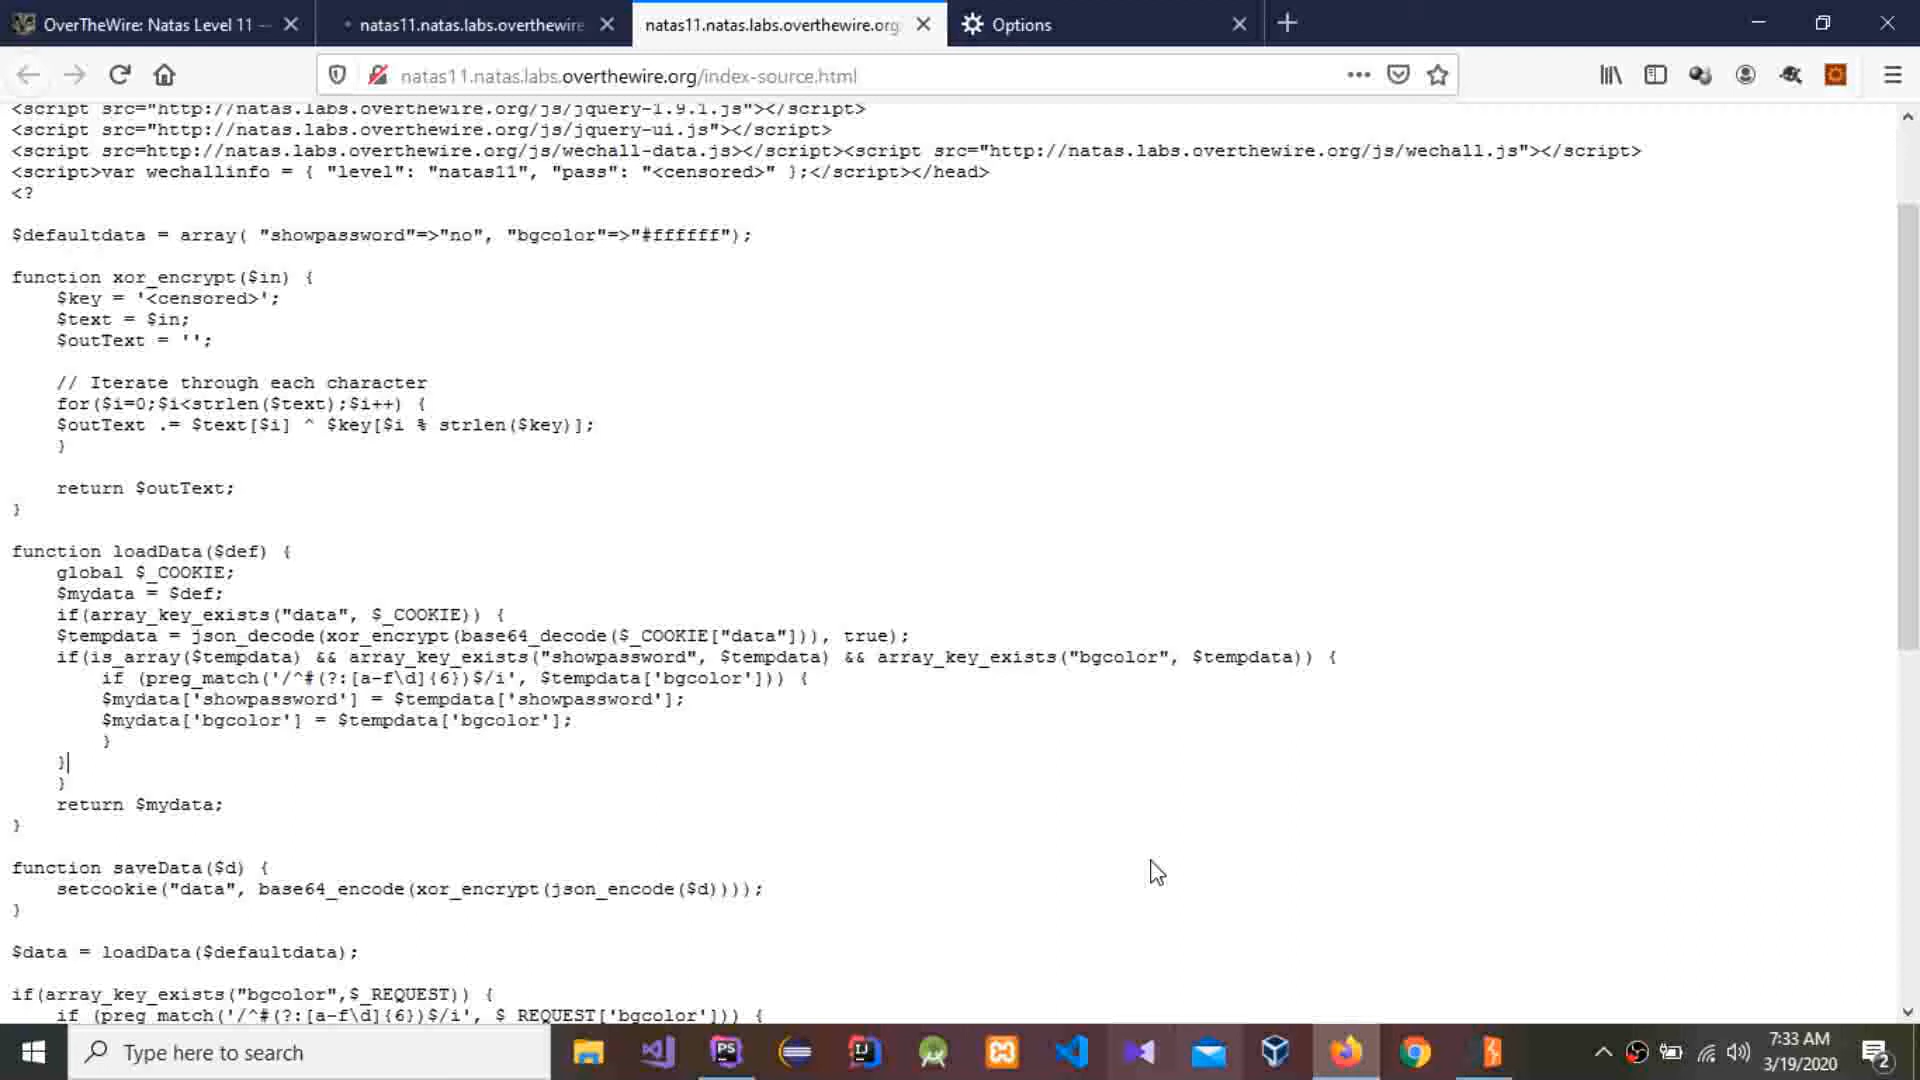 OverTheWire: Natas Level 11 —
natas11.natas.labs.overthewire
natas11.natas.labs.overthewire.org
Options
natas11.natas.labs.overthewire.org/index-source.html
<script src="http://natas.labs.overthewire.org/js/jquery-1.9.1.js"></script>
<script src="http://natas.labs.overthewire.org/js/jquery-ui.js"></script>
<script src=http://natas.labs.overthewire.org/js/wechall-data.js></script><script src="http://natas.labs.overthewire.org/js/wechall.js"></script>
<script>var wechallinfo = { "level": "natas11", "pass": "<censored>" };</script></head>
<?
$defaultdata = array( "showpassword"=>"no", "bgcolor"=>"#ffffff");
function xor_encrypt($in) {
    $key = '<censored>';
    $text = $in;
    $outText = '';
    // Iterate through each character
    for($i=0;$i<strlen($text);$i++) {
    $outText .= $text[$i] ^ $key[$i % strlen($key)];
    }
    return $outText;
}
function loadData($def) {
    global $_COOKIE;
    $mydata = $def;
    if(array_key_exists("data", $_COOKIE)) {
    $tempdata = json_decode(xor_encrypt(base64_decode($_COOKIE["data"])), true);
    if(is_array($tempdata) && array_key_exists("showpassword", $tempdata) && array_key_exists("bgcolor", $tempdata)) {
        if (preg_match('/^#(?:[a-f\d]{6})$/i', $tempdata['bgcolor'])) {
        $mydata['showpassword'] = $tempdata['showpassword'];
        $mydata['bgcolor'] = $tempdata['bgcolor'];
        }
    }
    }
    return $mydata;
}
function saveData($d) {
    setcookie("data", base64_encode(xor_encrypt(json_encode($d))));
}
$data = loadData($defaultdata);
if(array_key_exists("bgcolor",$_REQUEST)) {
    if (preg_match('/^#(?:[a-f\d]{6})$/i', $_REQUEST['bgcolor'])) {
Type here to search
7:33 AM
3/19/2020
2